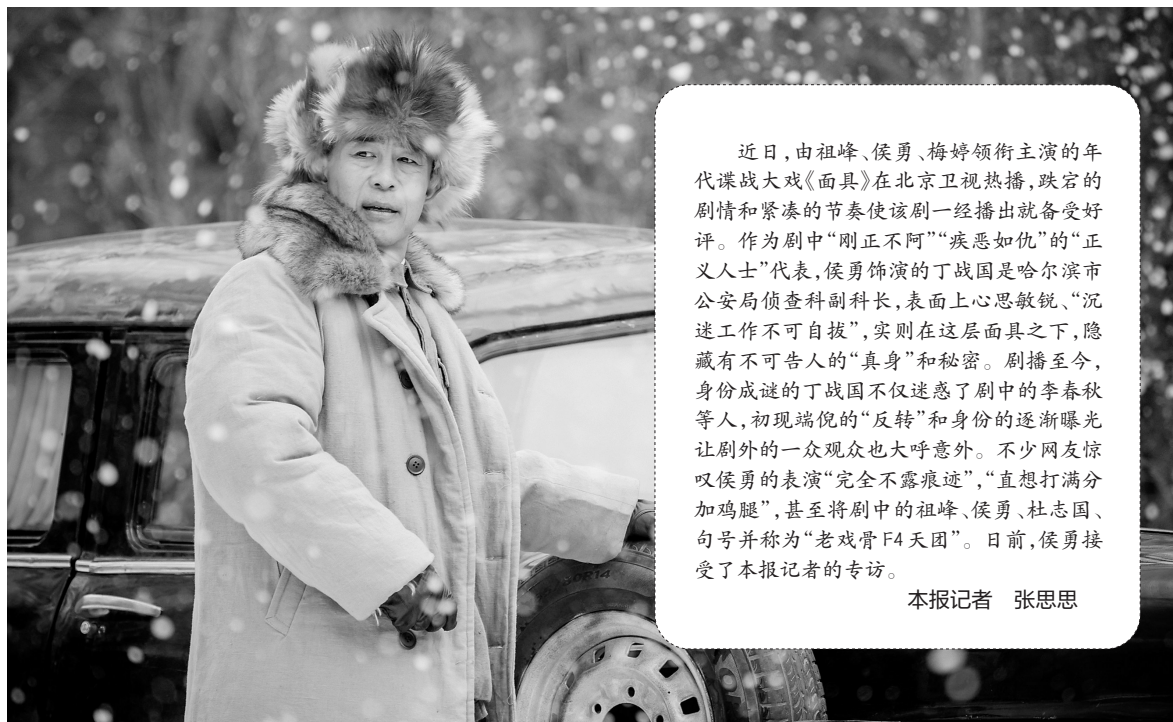 近日，由祖峰、侯勇、梅婷领衔主演的年
代谍战大戏《面具》在北京卫视热播，跌宕的
剧情和紧凑的节奏使该剧一经播出就备受好
评。作为剧中“刚正不阿”“疾恶如仇”的“正
义人士”代表，侯勇饰演的丁战国是哈尔滨市
公安局侦查科副科长，表面上心思敏锐、“沉
迷工作不可自拔”，实则在这层面具之下，隐
藏有不可告人的“真身”和秘密。剧播至今，
身份成谜的丁战国不仅迷惑了剧中的李春秋
等人，初现端倪的“反转”和身份的逐渐曝光
让剧外的一众观众也大呼意外。不少网友惊
叹侯勇的表演“完全不露痕迹”，“直想打满分
加鸡腿”，甚至将剧中的祖峰、侯勇、杜志国、
句号并称为“老戏骨F4天团”。日前，侯勇接
受了本报记者的专访。
本报记者　张思思